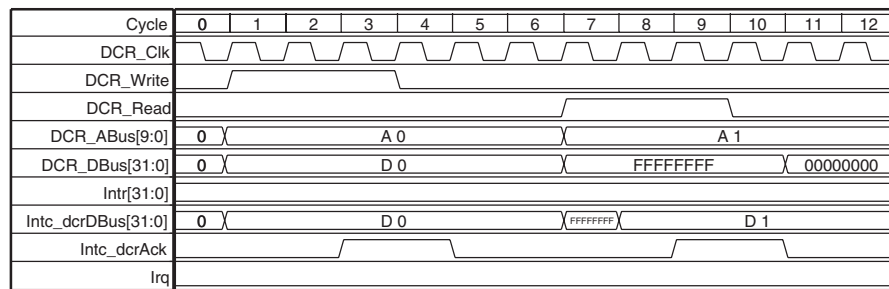 Cycle 0 1 2 3 4 5 6 7 8 9 10 11 12
DCR_Clk
DCR_Write
DCR_Read
DCR_ABus[9:0] 0 A 0 A 1
DCR_DBus[31:0] 0 D 0 FFFFFFFF 00000000
Intr[31:0]
Intc_dcrDBus[31:0] 0 D 0 FFFFFFFF D 1
Intc_dcrAck
Irq